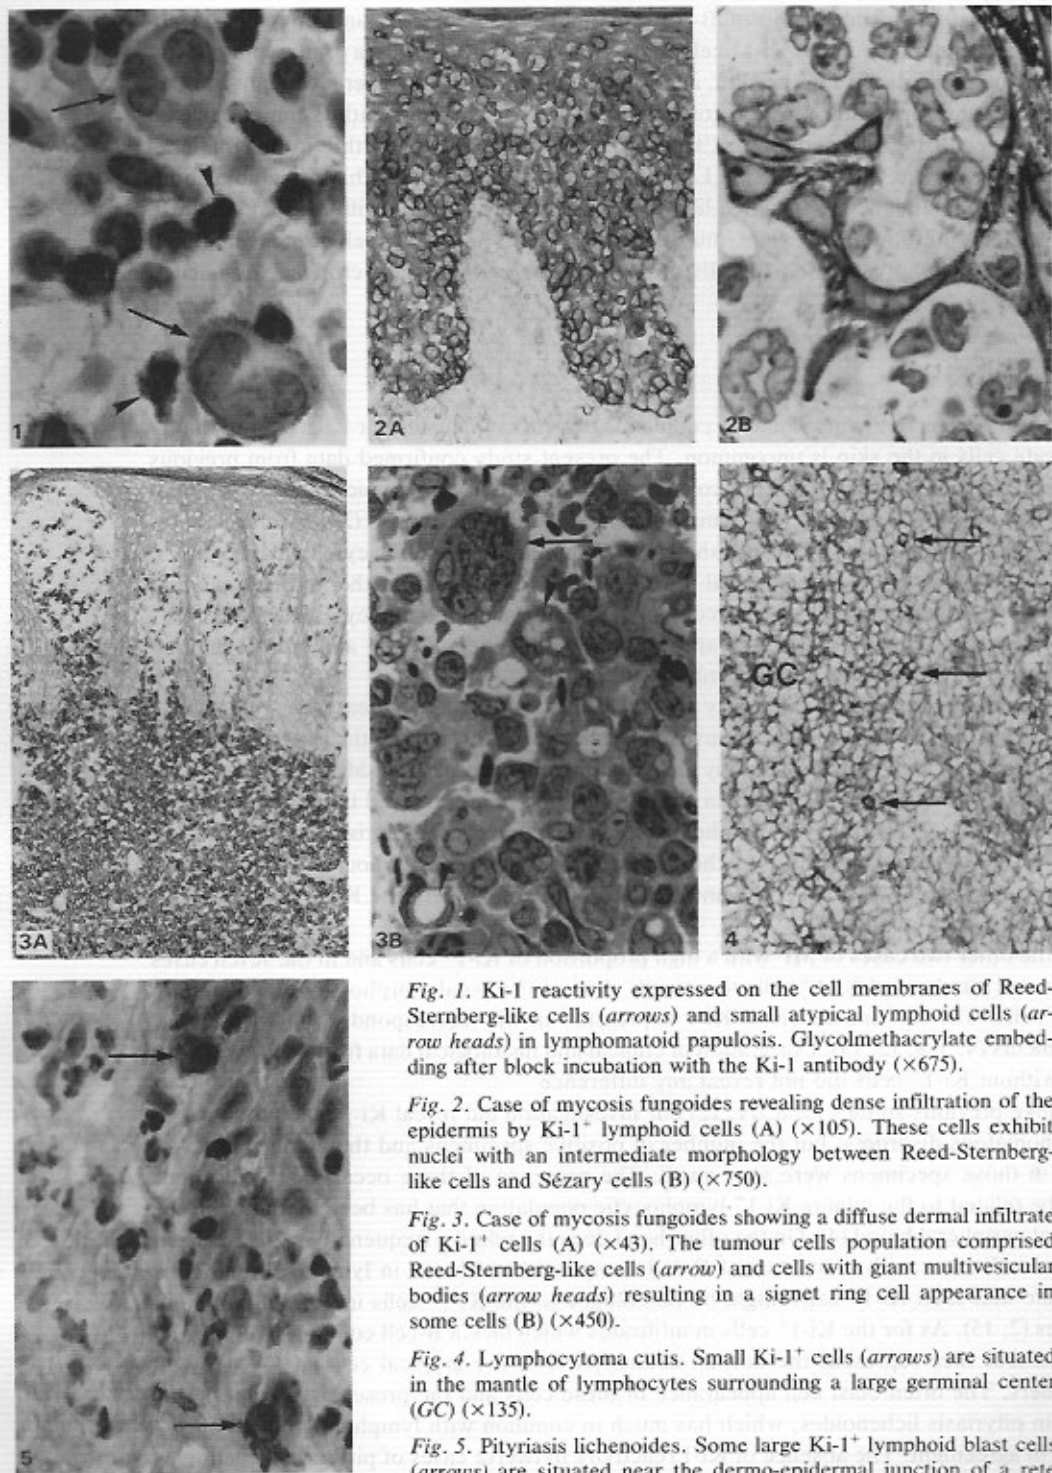 1
2A
2B
3A
3B
GC
4
5
Fig. 1. Ki-1 reactivity expressed on the cell membranes of Reed-
Sternberg-like cells (arrows) and small atypical lymphoid cells (ar-
row heads) in lymphomatoid papulosis. Glycolmethacrylate embed-
ding after block incubation with the Ki-1 antibody (×675).
Fig. 2. Case of mycosis fungoides revealing dense infiltration of the
epidermis by Ki-1⁺ lymphoid cells (A) (×105). These cells exhibit
nuclei with an intermediate morphology between Reed-Sternberg-
like cells and Sézary cells (B) (×750).
Fig. 3. Case of mycosis fungoides showing a diffuse dermal infiltrate
of Ki-1⁺ cells (A) (×43). The tumour cells population comprised
Reed-Sternberg-like cells (arrow) and cells with giant multivesicular
bodies (arrow heads) resulting in a signet ring cell appearance in
some cells (B) (×450).
Fig. 4. Lymphocytoma cutis. Small Ki-1⁺ cells (arrows) are situated
in the mantle of lymphocytes surrounding a large germinal center
(GC) (×135).
Fig. 5. Pityriasis lichenoides. Some large Ki-1⁺ lymphoid blast cells
(arrows) are situated near the dermo-epidermal junction of a rete